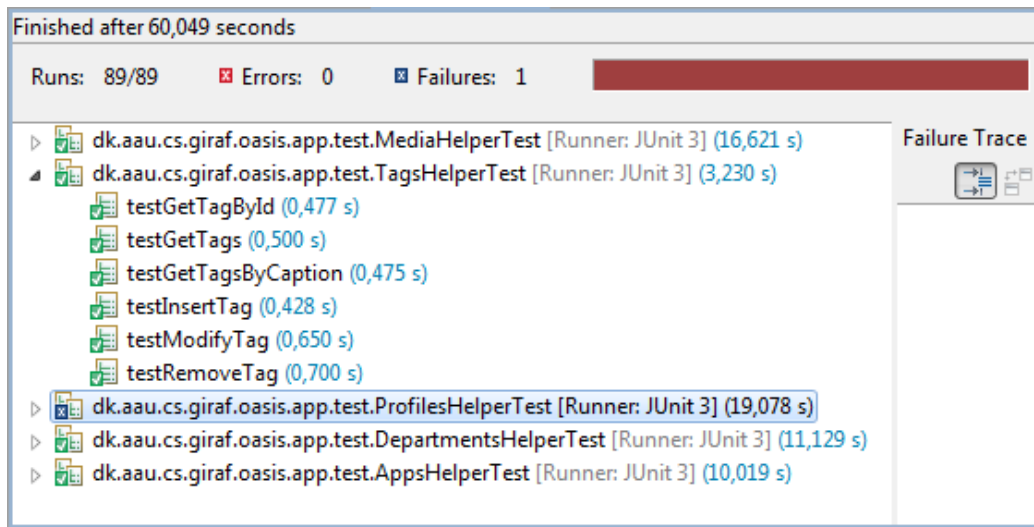 Finished after 60,049 seconds
Runs: 89/89 Errors: 0 Failures: 1
dk.aau.cs.giraf.oasis.app.test.MediaHelperTest [Runner: JUnit 3] (16,621 s)
Failure Trace
dk.aau.cs.giraf.oasis.app.test.TagsHelperTest [Runner: JUnit 3] (3,230 s)
testGetTagById (0,477 s)
testGetTags (0,500 s)
testGetTagsByCaption (0,475 s)
testInsertTag (0,428 s)
testModifyTag (0,650 s)
testRemoveTag (0,700 s)
dk.aau.cs.giraf.oasis.app.test.ProfilesHelperTest [Runner: JUnit 3] (19,078 s)
dk.aau.cs.giraf.oasis.app.test.DepartmentsHelperTest [Runner: JUnit 3] (11,129 s)
dk.aau.cs.giraf.oasis.app.test.AppsHelperTest [Runner: JUnit 3] (10,019 s)